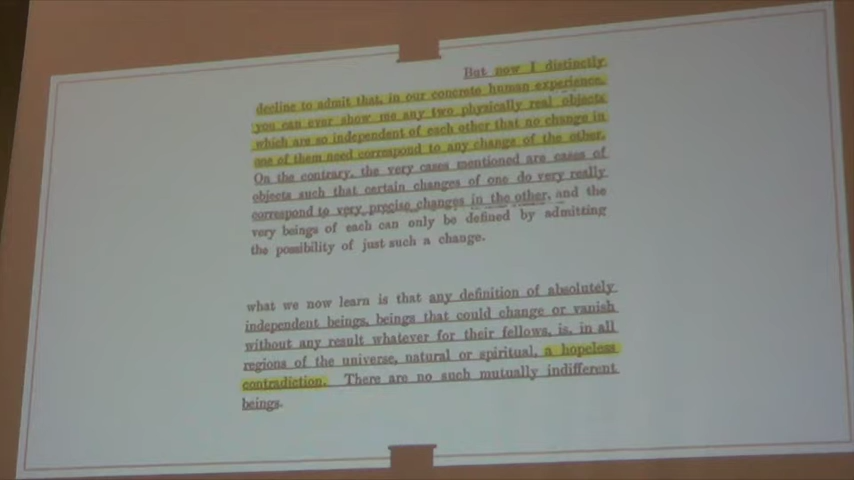 But now I distinctly
decline to admit that, in our concrete human experience,
you can ever show me any two physically real objects
which are so independent of each other that no change in
one of them need correspond to any change of the other.
On the contrary, the very cases mentioned are cases of
objects such that certain changes of one do very really
correspond to very precise changes in the other, and the
very beings of each can only be defined by admitting
the possibility of just such a change.
what we now learn is that any definition of absolutely
independent beings, beings that could change or vanish
without any result whatever for their fellows, is, in all
regions of the universe, natural or spiritual, a hopeless
contradiction. There are no such mutually indifferent
beings.